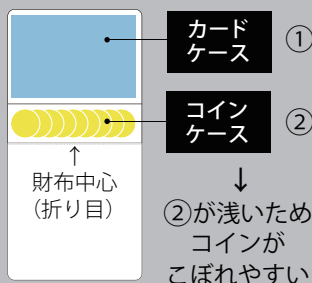 カード
ケース
①
コイン
ケース
②
↑
財布中心
（折り目）
↓
②が浅いため
コインが
こぼれやすい